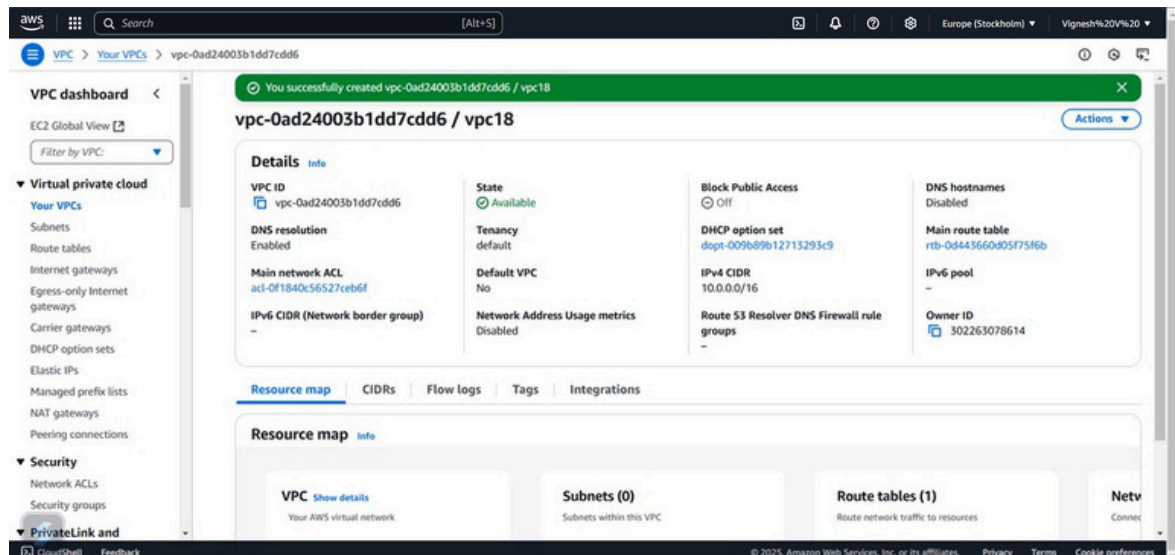 aws
Search [Alt+S] Europe (Stockholm) Vignesh%20V%20
VPC > Your VPCs > vpc-0ad24003b1dd7cdd6
VPC dashboard
EC2 Global View
Filter by VPC:
Virtual private cloud
Your VPCs
Subnets
Route tables
Internet gateways
Egress-only Internet
gateways
Carrier gateways
DHCP option sets
Elastic IPs
Managed prefix lists
NAT gateways
Peering connections
Security
Network ACLs
Security groups
PrivateLink and
You successfully created vpc-0ad24003b1dd7cdd6 / vpc18
vpc-0ad24003b1dd7cdd6 / vpc18
Actions
Details Info
VPC ID
vpc-0ad24003b1dd7cdd6
State
Available
Block Public Access
Off
DNS hostnames
Disabled
DNS resolution
Enabled
Tenancy
default
DHCP option set
dopt-009b89b12713293c9
Main route table
rtb-0d443660d05f75f6b
Main network ACL
acl-0f1840c56527ceb6f
Default VPC
No
IPv4 CIDR
10.0.0.0/16
IPv6 pool
–
IPv6 CIDR (Network border group)
–
Network Address Usage metrics
Disabled
Route 53 Resolver DNS Firewall rule
groups
–
Owner ID
302263078614
Resource map CIDRs Flow logs Tags Integrations
Resource map Info
VPC Show details
Your AWS virtual network
Subnets (0)
Subnets within this VPC
Route tables (1)
Route network traffic to resources
Netw
Connec
CloudShell Feedback © 2025, Amazon Web Services, Inc. or its affiliates. Privacy Terms Cookie preferences